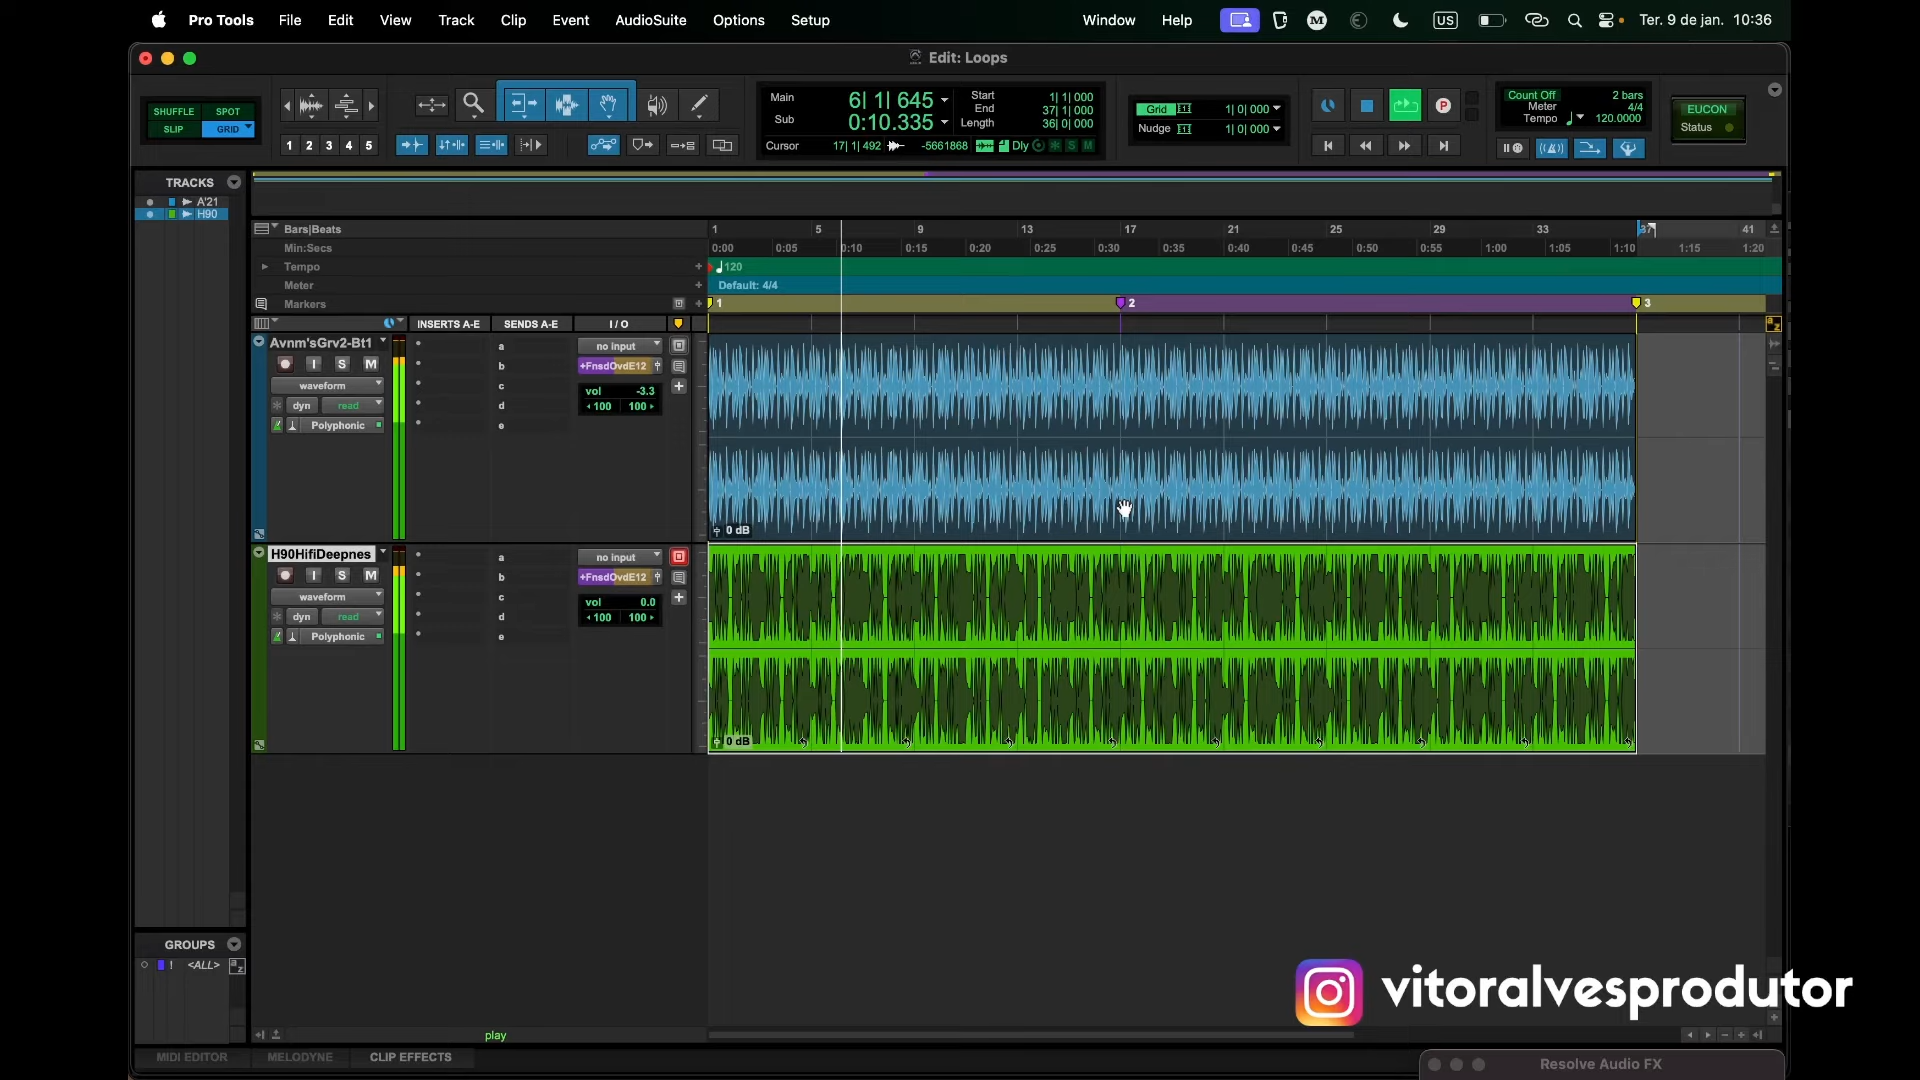 Pro Tools File Edit View Track Clip Event AudioSuite Options Setup Window Help US Ter. 9 de jan. 10:36
Edit: Loops
SHUFFLE SPOT
SLIP GRID
1 2 3 4 5
Main 6| 1| 645
Sub 0:10.335
Start 1| 1| 000
End 37| 1| 000
Length 36| 0| 000
Cursor 17| 1| 492 -5661868 Dly S M
Grid 1| 0| 000
Nudge 1| 0| 000
Count Off 2 bars
Meter 4/4
Tempo 120.0000
EUCON
Status
TRACKS
A'21
H90
Bars|Beats 1 5 9 13 17 21 25 29 33 37 41
Min:Secs 0:00 0:05 0:10 0:15 0:20 0:25 0:30 0:35 0:40 0:45 0:50 0:55 1:00 1:05 1:10 1:15 1:20
Tempo 120
Meter Default: 4/4
Markers 1 2 3
INSERTS A-E SENDS A-E I / O
Avnm'sGrv2-Bt1 a no input
I S M b +FnsdOvdE12
waveform c vol -3.3
dyn read d 100 100
Polyphonic e
0 dB
H90HifiDeepnes a no input
I S M b +FnsdOvdE12
waveform c vol 0.0
dyn read d 100 100
Polyphonic e
0 dB
GROUPS
! <ALL>
vitoralvesprodutor
play
MIDI EDITOR MELODYNE CLIP EFFECTS
Resolve Audio FX